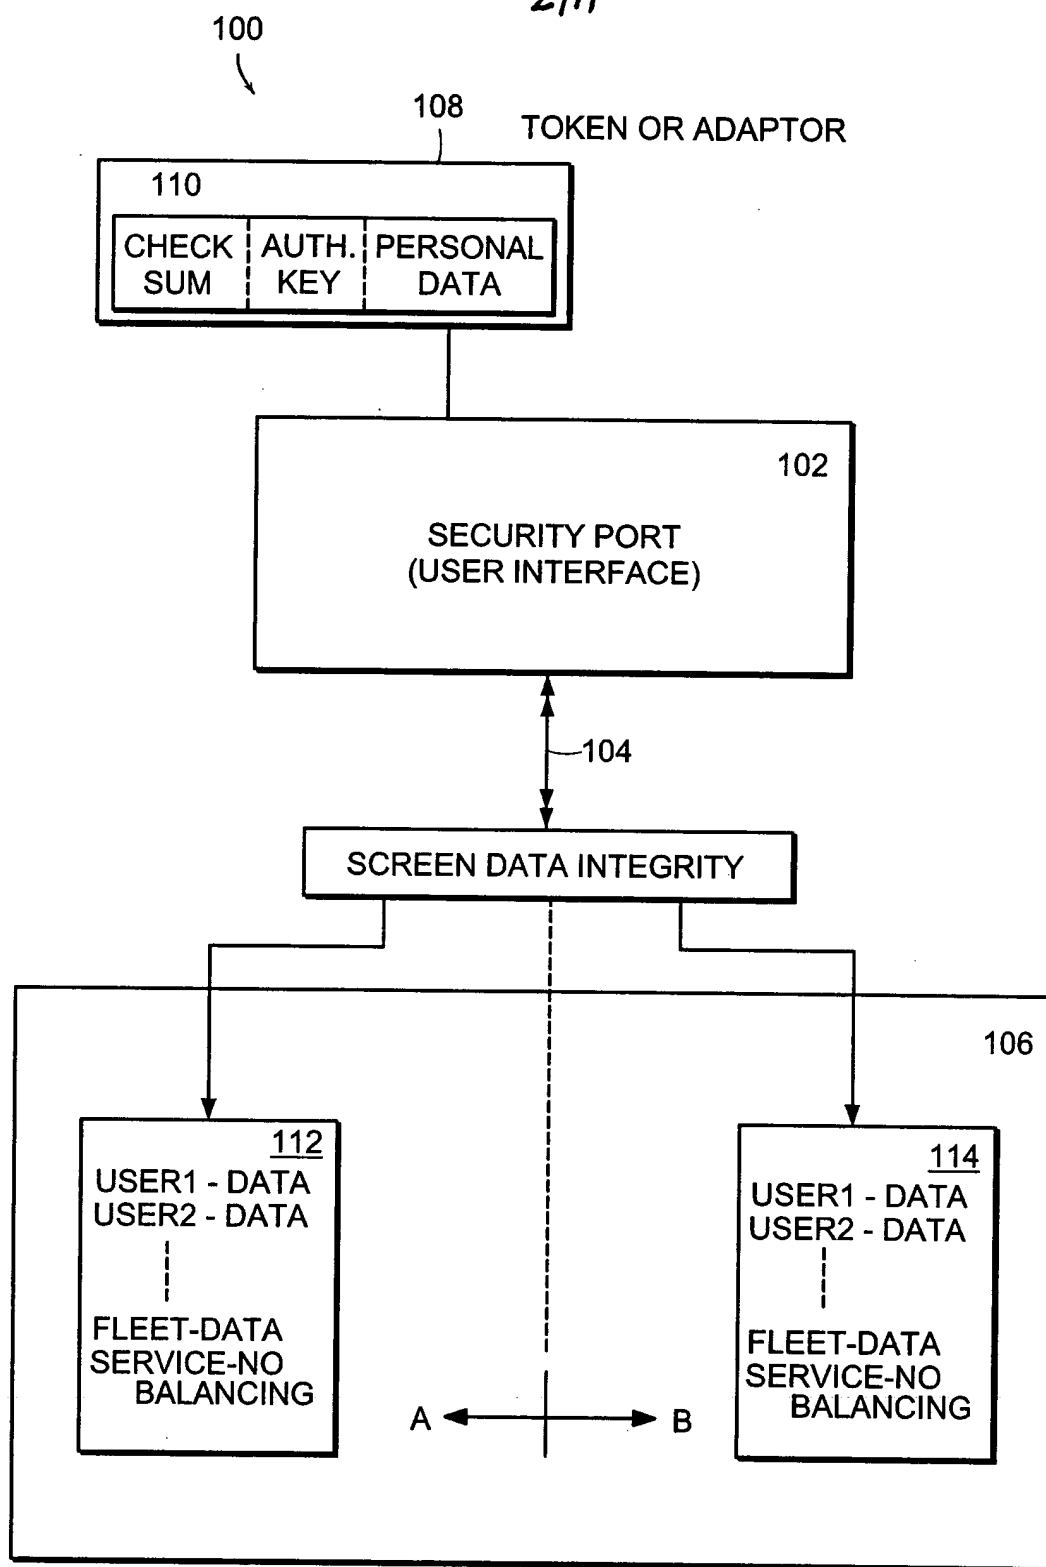 100
108
TOKEN OR ADAPTOR
110
CHECK SUM
AUTH. KEY
PERSONAL DATA
102
SECURITY PORT
(USER INTERFACE)
104
SCREEN DATA INTEGRITY
106
112
USER1 - DATA
USER2 - DATA
FLEET-DATA
SERVICE-NO
BALANCING
114
USER1 - DATA
USER2 - DATA
FLEET-DATA
SERVICE-NO
BALANCING
A
B